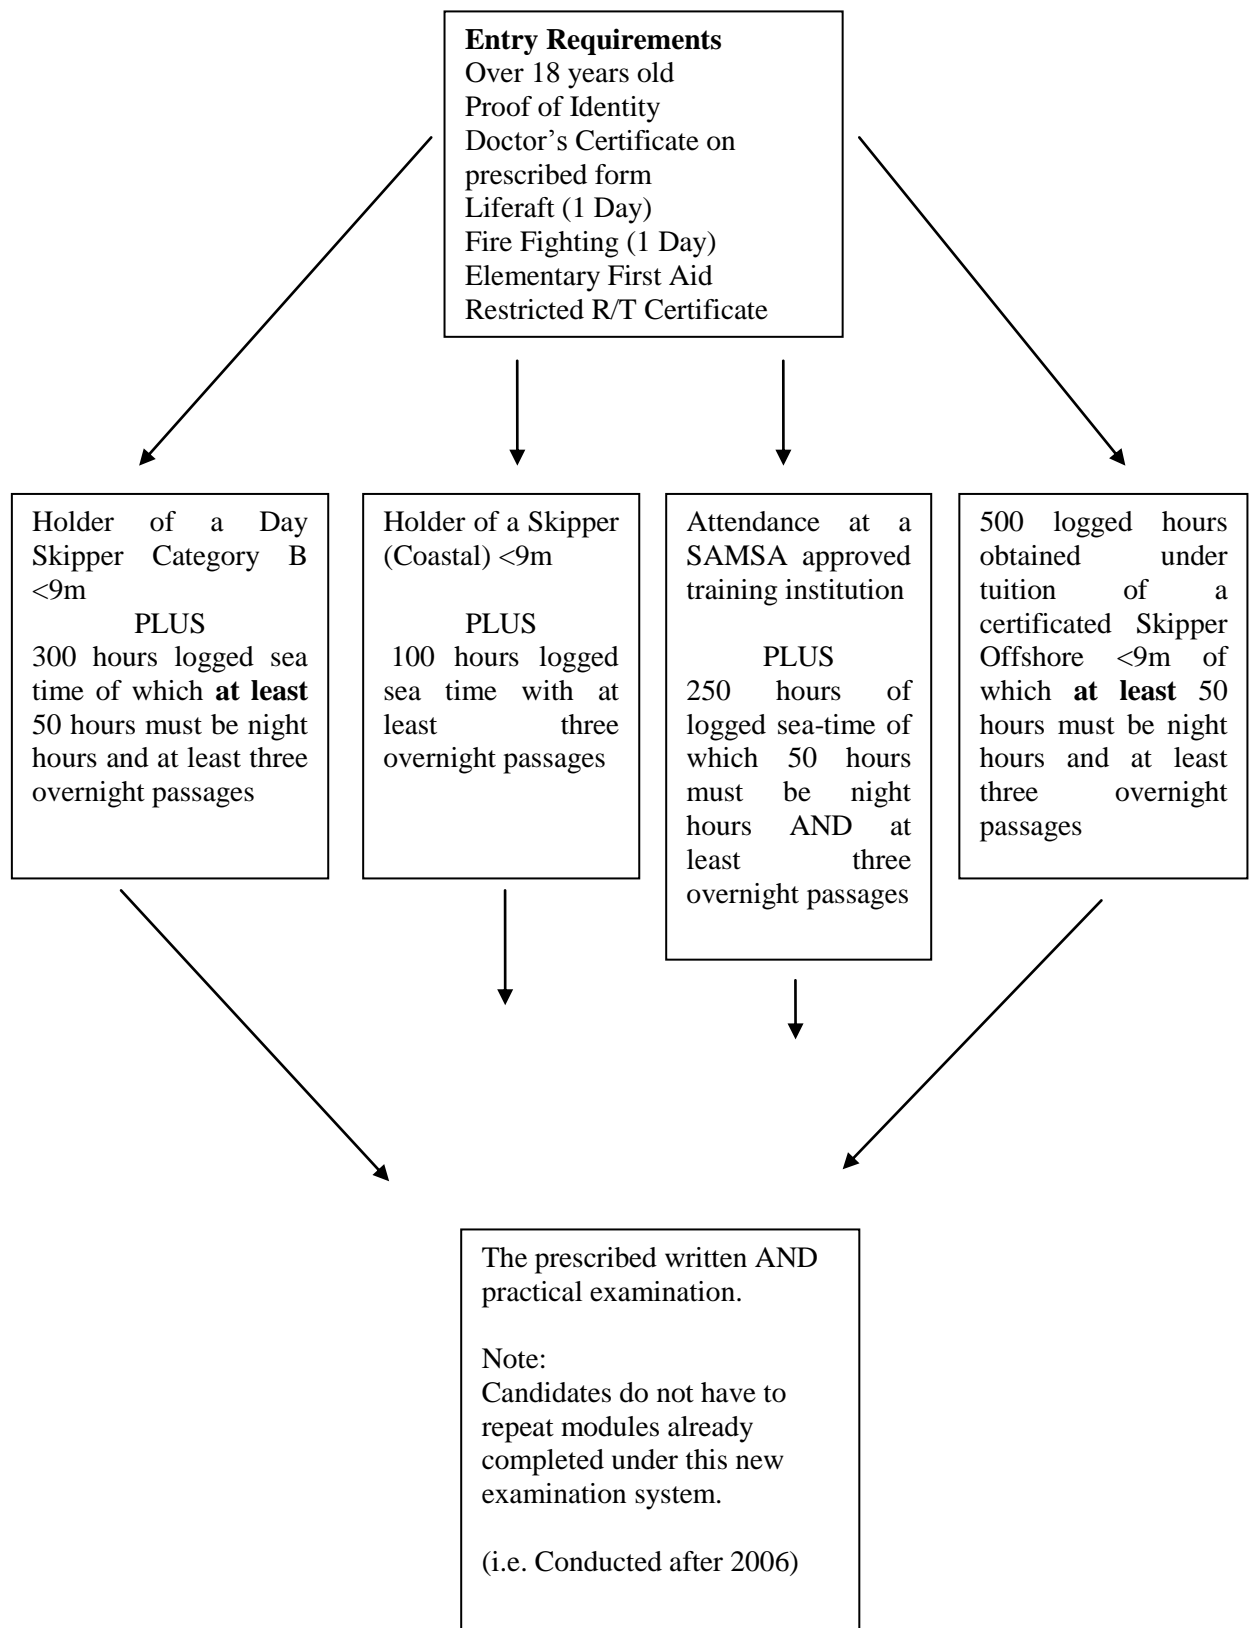 Entry Requirements
Over 18 years old
Proof of Identity
Doctor’s Certificate on
prescribed form
Liferaft (1 Day)
Fire Fighting (1 Day)
Elementary First Aid
Restricted R/T Certificate
Holder of a Day
Skipper Category B
<9m
PLUS
300 hours logged sea
time of which at least
50 hours must be night
hours and at least three
overnight passages
Holder of a Skipper
(Coastal) <9m
PLUS
100 hours logged
sea time with at
least three
overnight passages
Attendance at a
SAMSA approved
training institution
PLUS
250 hours of
logged sea-time of
which 50 hours
must be night
hours AND at
least three
overnight passages
500 logged hours
obtained under
tuition of a
certificated Skipper
Offshore <9m of
which at least 50
hours must be night
hours and at least
three overnight
passages
The prescribed written AND
practical examination.
Note:
Candidates do not have to
repeat modules already
completed under this new
examination system.
(i.e. Conducted after 2006)